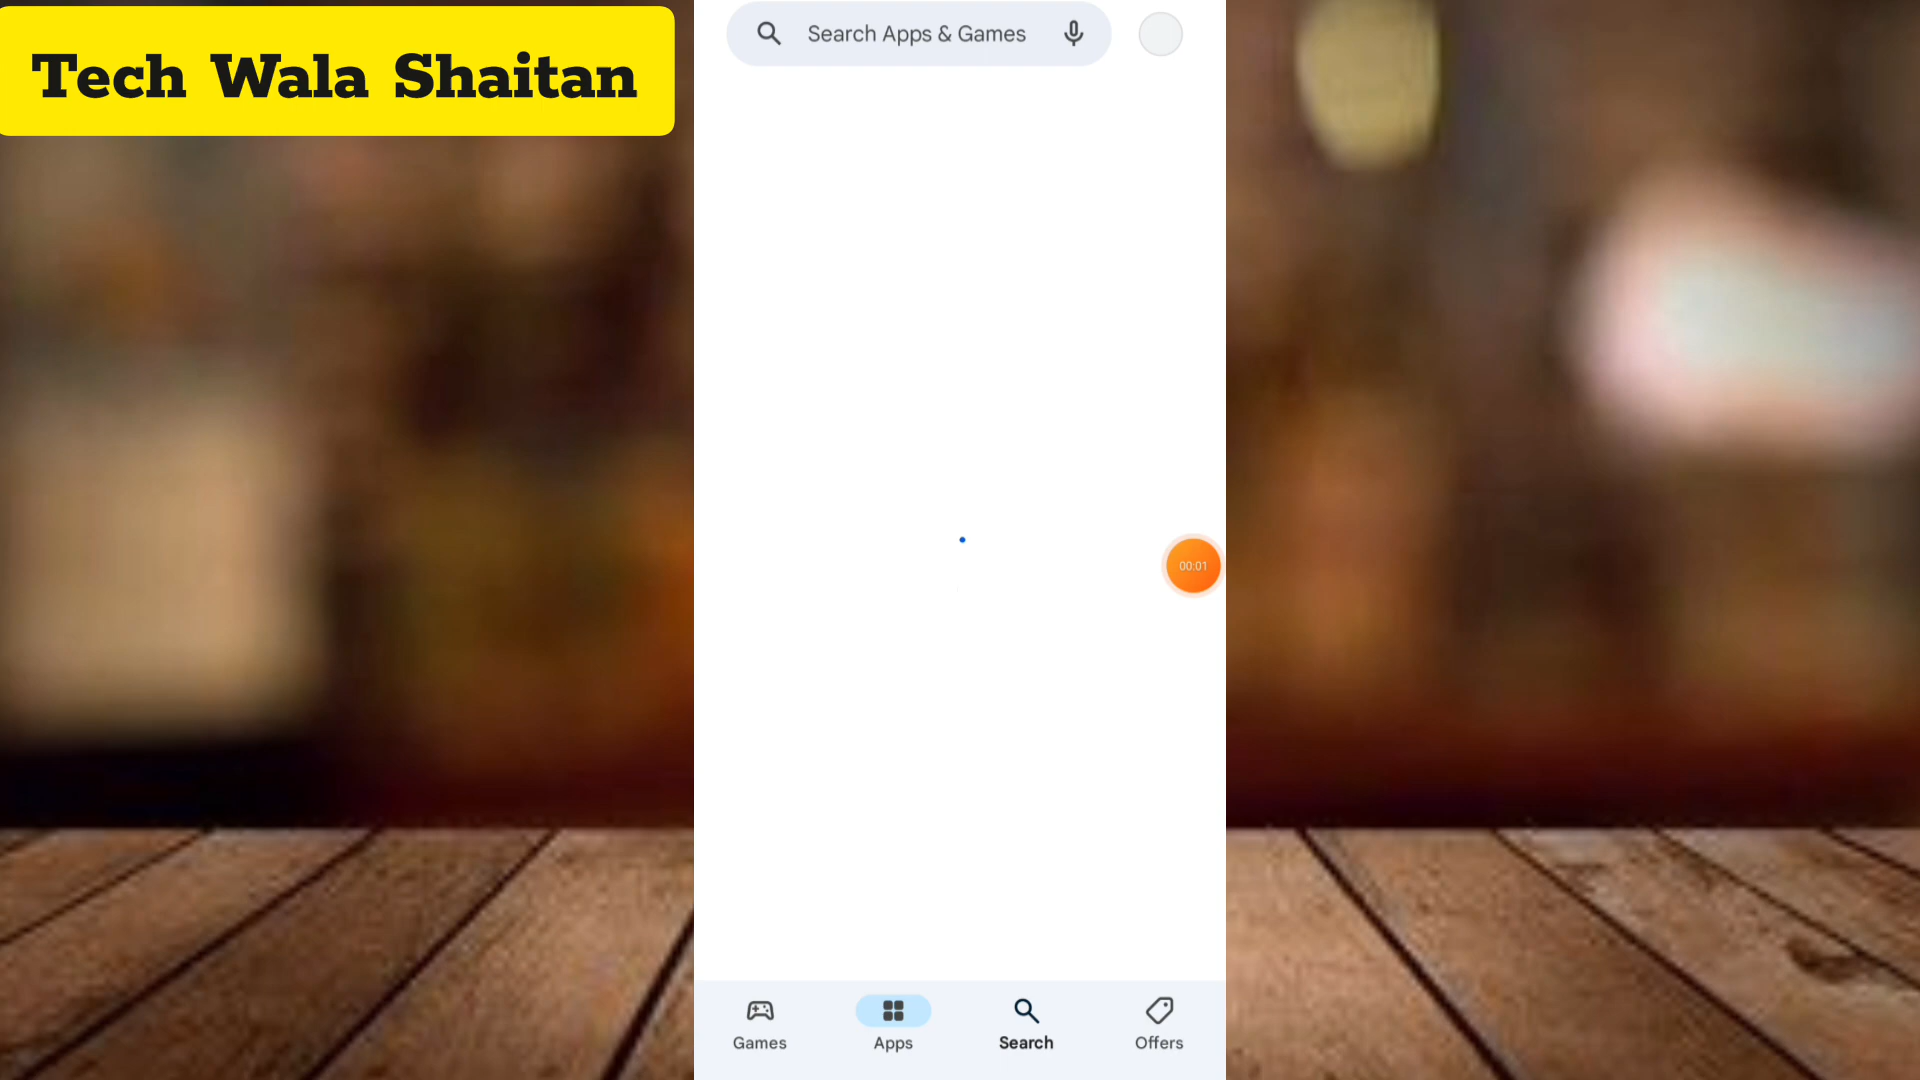 Tech Wala Shaitan
Search Apps & Games
00:01
Games
Apps
Search
Offers